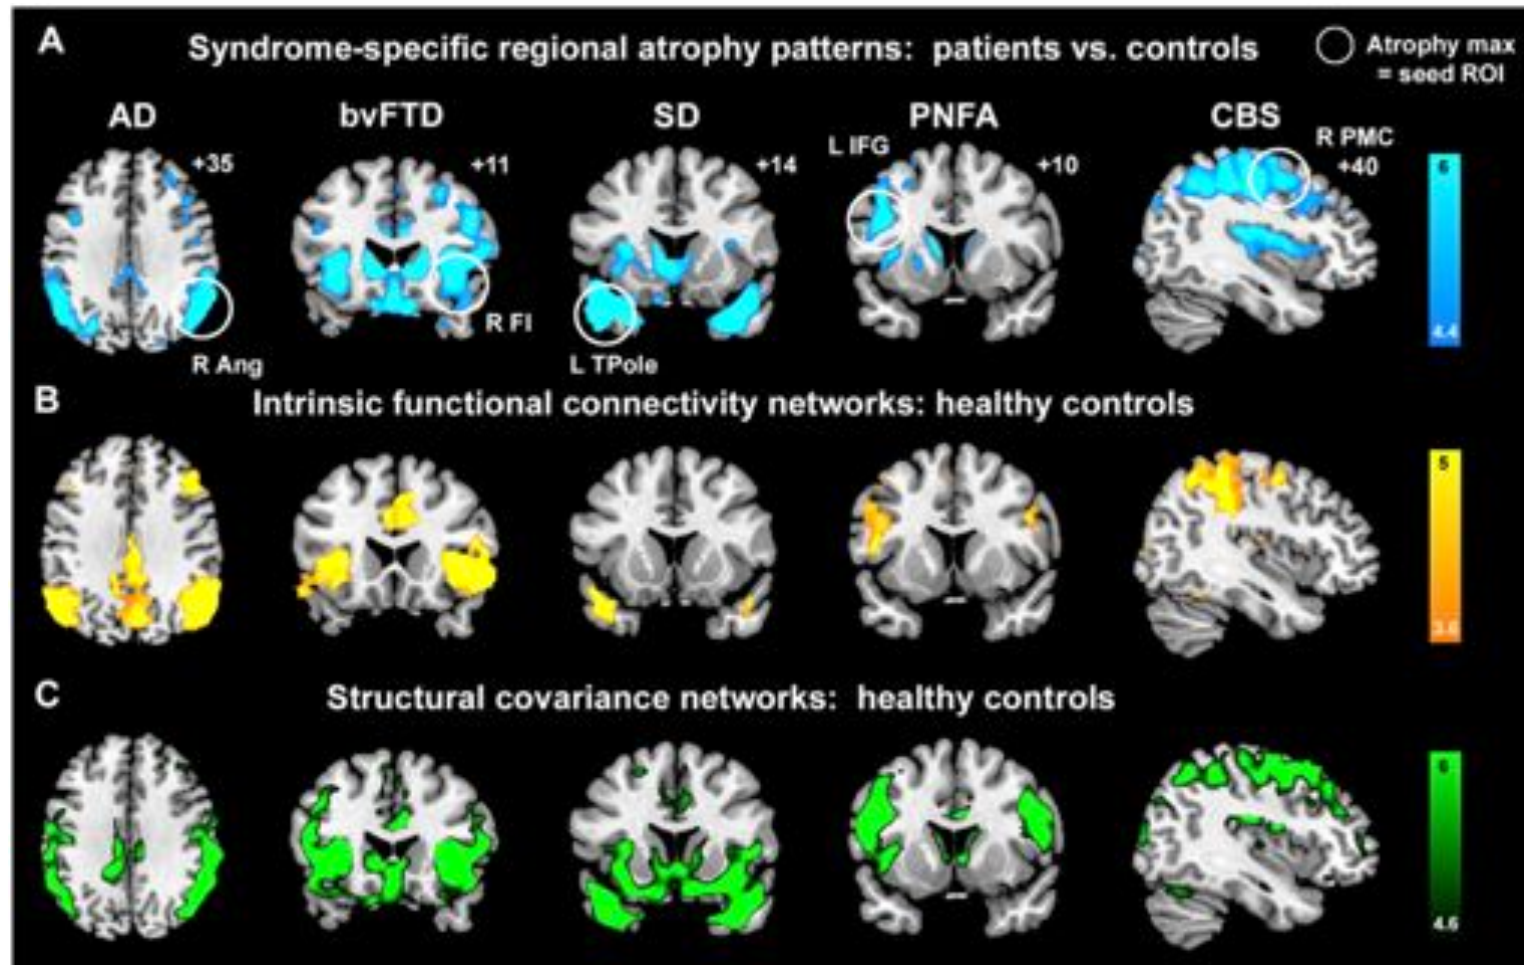 A
Syndrome-specific regional atrophy patterns: patients vs. controls
Atrophy max
= seed ROI
AD
bvFTD
SD
PNFA
CBS
+35
+11
+14
L IFG
+10
R PMC
+40
6
4.4
R Ang
R FI
L TPole
B
Intrinsic functional connectivity networks: healthy controls
5
3.6
C
Structural covariance networks: healthy controls
6
4.6